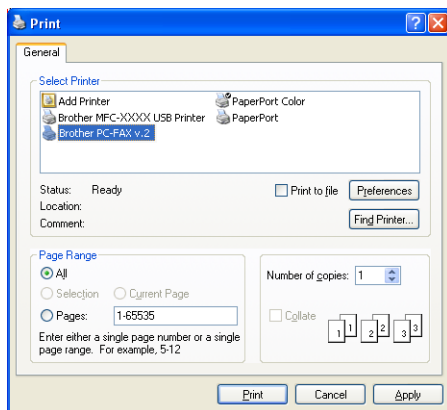 Print
General
Select Printer
Add Printer
PaperPort Color
Brother MFC-XXXX USB Printer
PaperPort
Brother PC-FAX v.2
Status: Ready
Print to file
Preferences
Location:
Comment:
Find Printer...
Page Range
All
Number of copies: 1
Selection
Current Page
Pages: 1-65535
Collate
1 1 2 2 3 3
Enter either a single page number or a single
page range. For example, 5-12
Print
Cancel
Apply